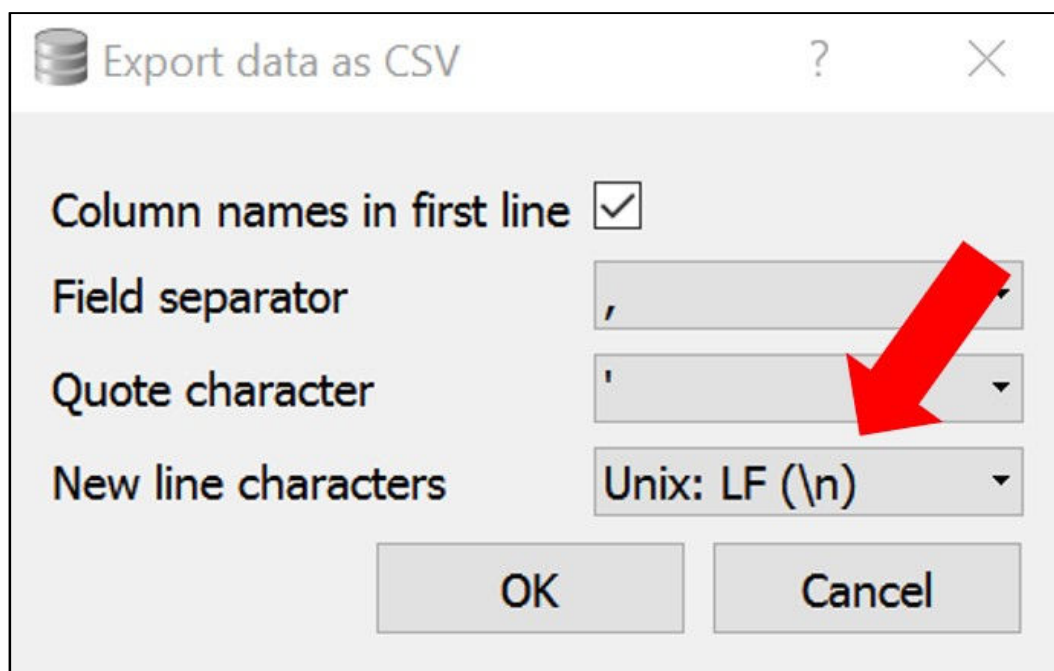 Export data as CSV ? ×
Column names in first line
Field separator ,
Quote character '
New line characters Unix: LF (\n)
OK Cancel